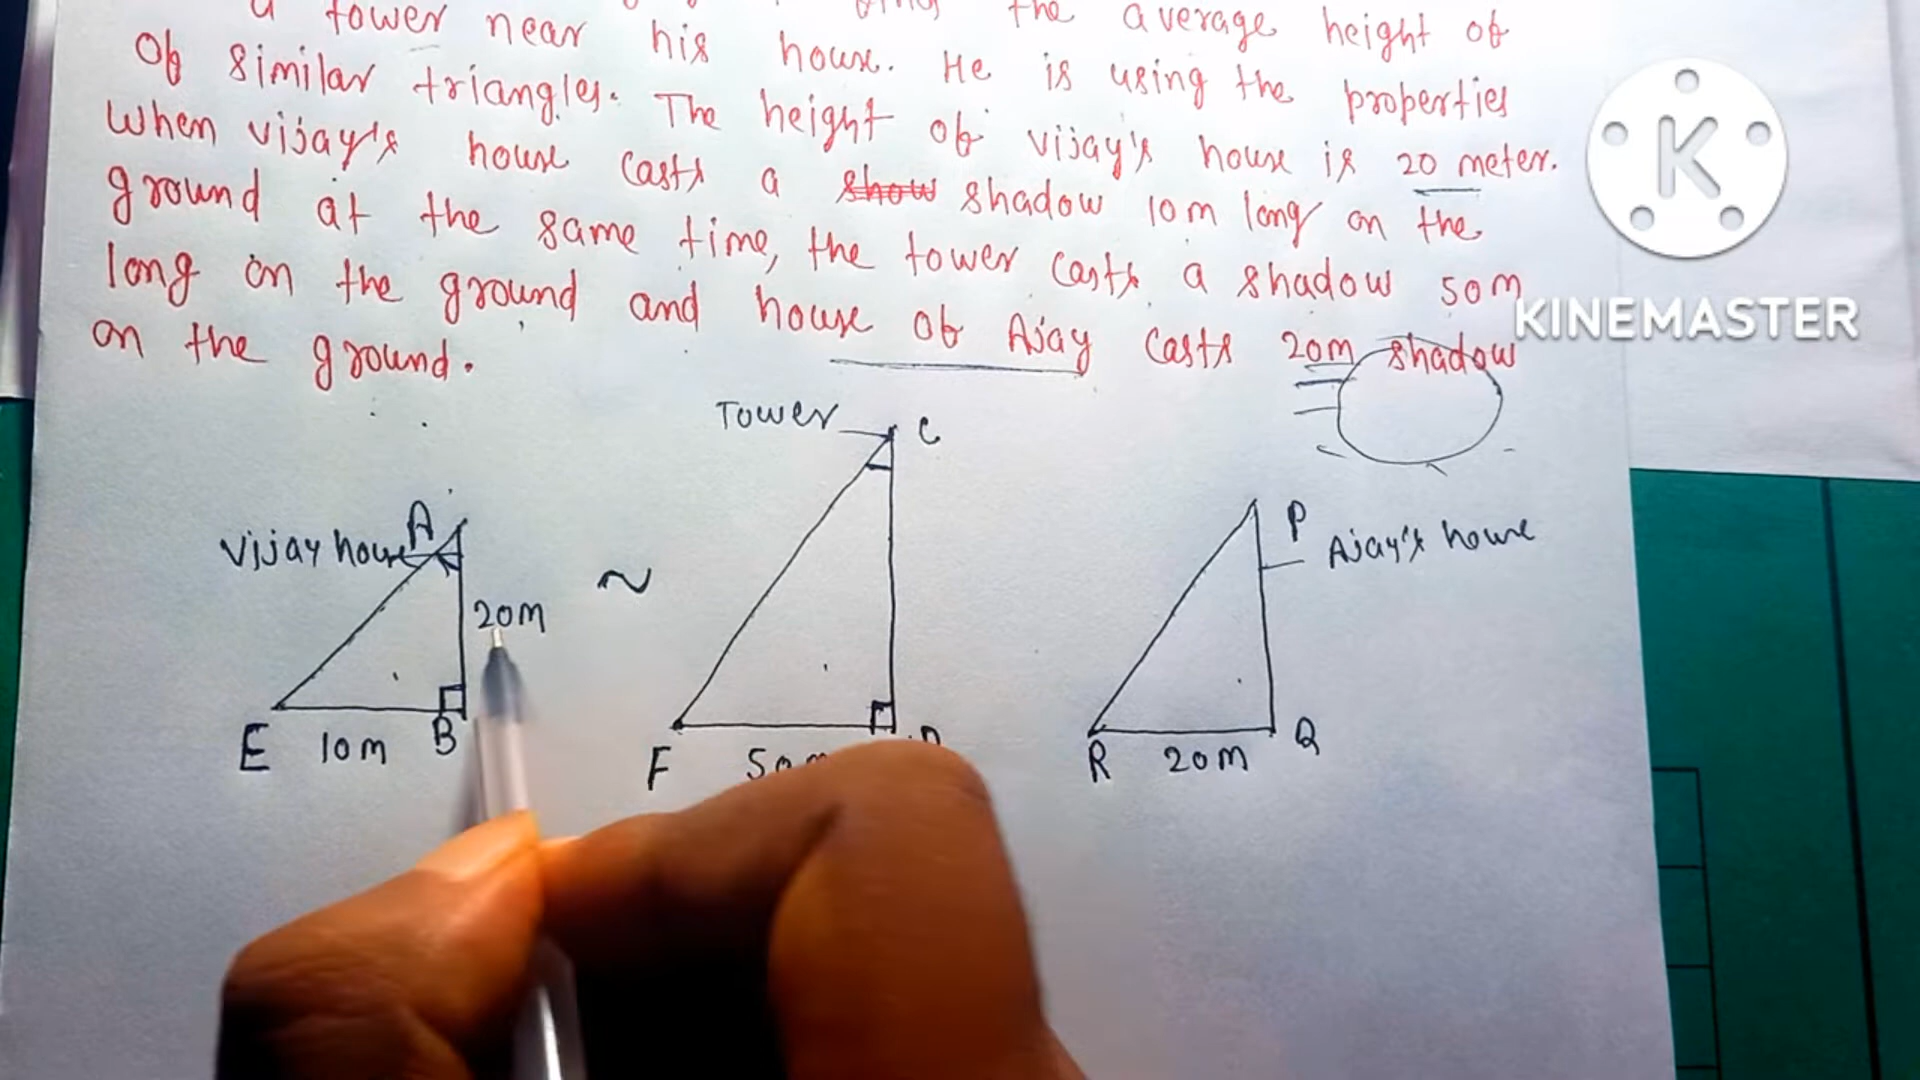 a tower near his house. He is using the properties
the average height of
of similar triangles. The height of vijay's house is 20 meter.
When vijay's house casts a show shadow 10m long on the
ground at the same time, the tower casts a shadow 50m
long on the ground and house of Ajay casts 20m shadow
on the ground.
Tower
C
A
Vijay house
20m
~
P
Ajay's house
E 10m B
F 50m
R 20m Q
K
KINEMASTER